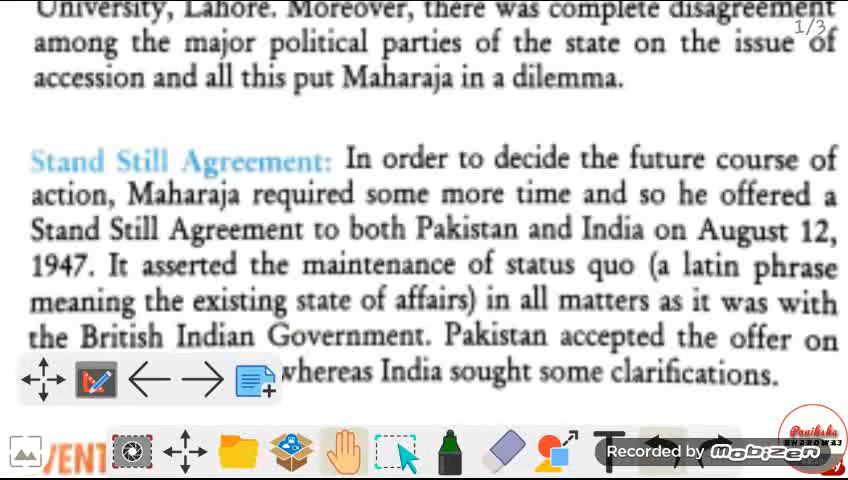 University, Lahore. Moreover, there was complete disagreement
1/3
among the major political parties of the state on the issue of
accession and all this put Maharaja in a dilemma.
Stand Still Agreement: In order to decide the future course of
action, Maharaja required some more time and so he offered a
Stand Still Agreement to both Pakistan and India on August 12,
1947. It asserted the maintenance of status quo (a latin phrase
meaning the existing state of affairs) in all matters as it was with
the British Indian Government. Pakistan accepted the offer on
whereas India sought some clarifications.
VENT
T
Recorded by mobizen
Paniksha
BHARDWAJ